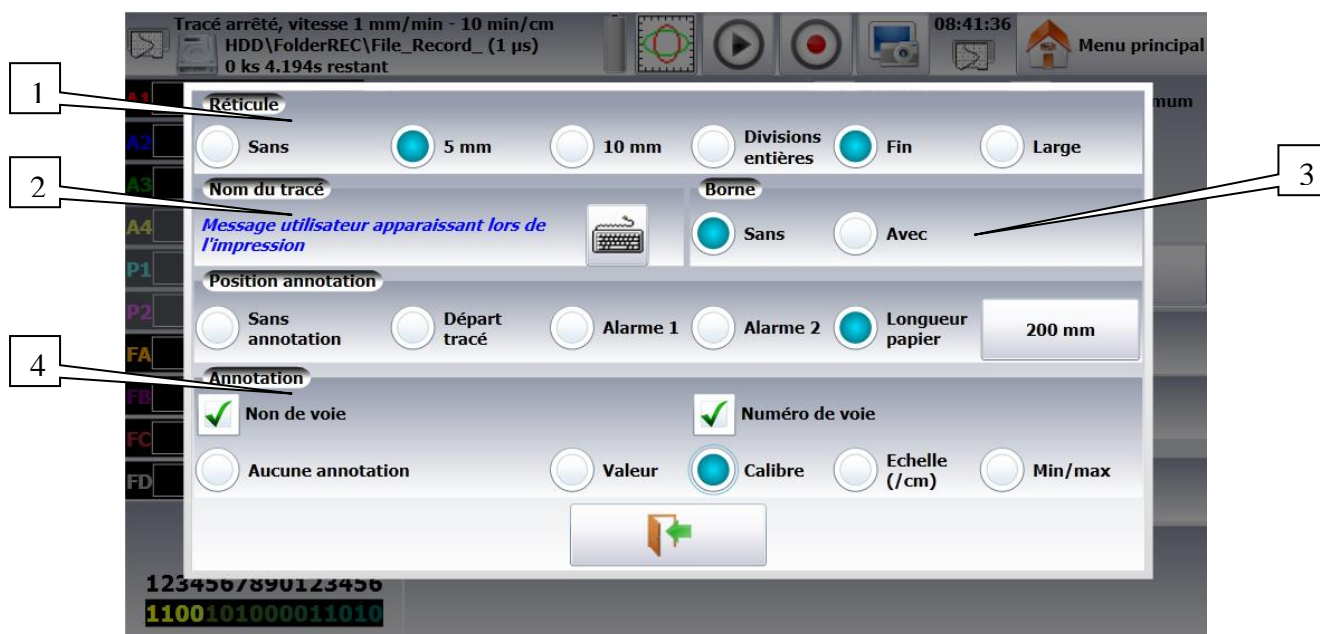 Tracé arrêté, vitesse 1 mm/min - 10 min/cm
HDD\FolderREC\File_Record_ (1 µs)
0 ks 4.194s restant
08:41:36
Menu principal
1
A1
Réticule
mum
Sans
5 mm
10 mm
Divisions
entières
Fin
Large
A2
2
A3
Nom du tracé
Borne
3
A4
Message utilisateur apparaissant lors de
l'impression
Sans
Avec
P1
Position annotation
P2
Sans
annotation
Départ
tracé
Alarme 1
Alarme 2
Longueur
papier
200 mm
4
FA
Annotation
FB
Non de voie
Numéro de voie
FC
Aucune annotation
Valeur
Calibre
Echelle
(/cm)
Min/max
FD
1234567890123456
1100101000011010